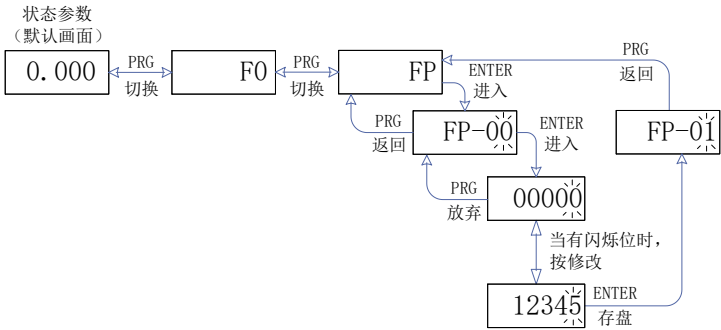 状态参数
（默认画面）
0.000
PRG
切换
F0
PRG
切换
FP
PRG
返回
ENTER
进入
PRG
返回
FP-00
ENTER
进入
FP-01
PRG
放弃
00000
当有闪烁位时，
按修改
12345
ENTER
存盘